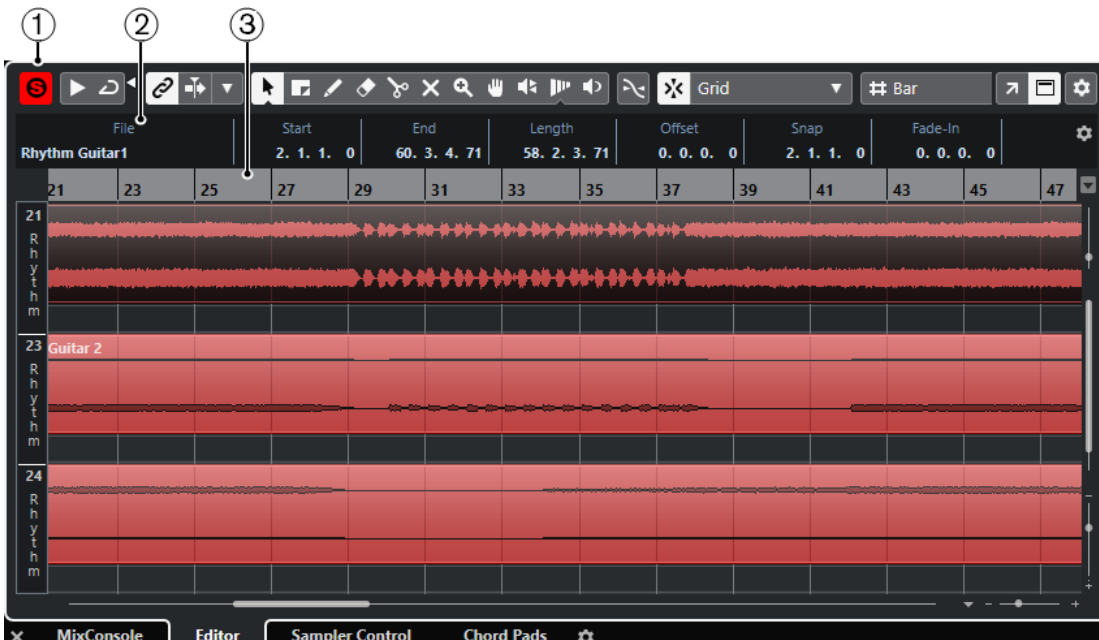 1 2 3
S Grid Bar
File Start End Length Offset Snap Fade-In
Rhythm Guitar1 2. 1. 1. 0 60. 3. 4. 71 58. 2. 3. 71 0. 0. 0. 0 2. 1. 1. 0 0. 0. 0. 0
21 23 25 27 29 31 33 35 37 39 41 43 45 47
21
Rhythm
23 Guitar 2
Rhythm
24
Rhythm
MixConsole Editor Sampler Control Chord Pads